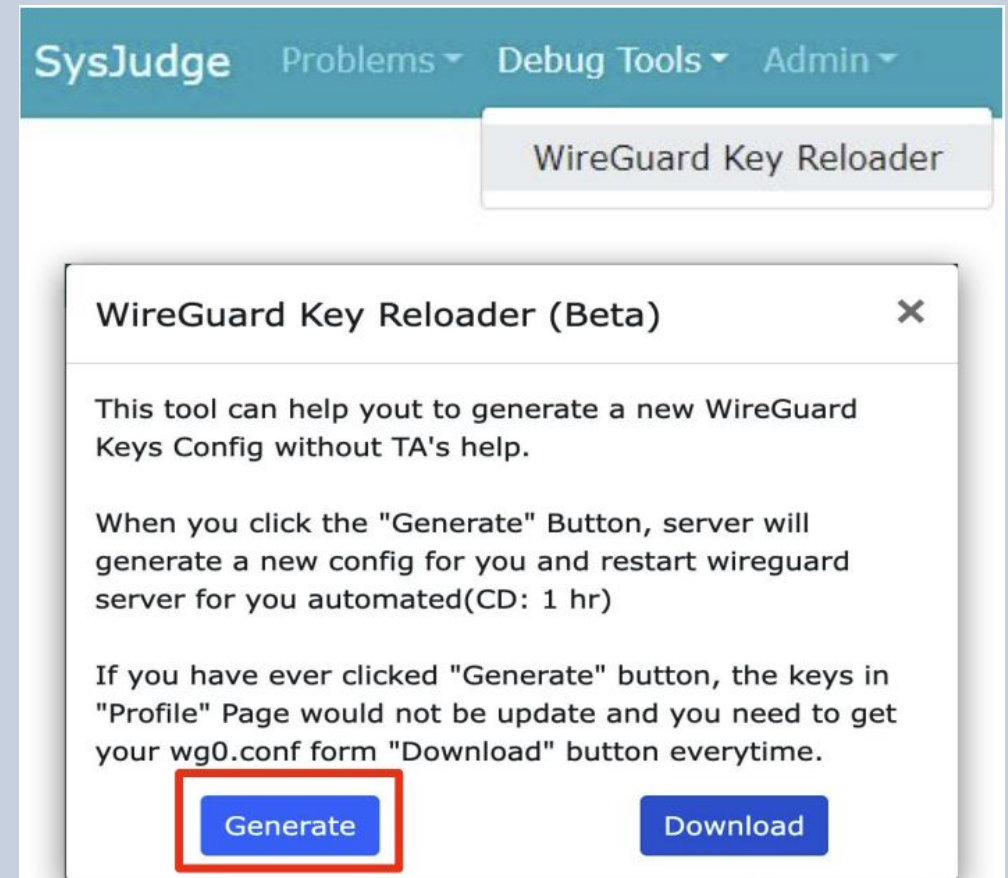 SysJudge Problems Debug Tools Admin
WireGuard Key Reloader
WireGuard Key Reloader (Beta) ×
This tool can help yout to generate a new WireGuard
Keys Config without TA's help.
When you click the "Generate" Button, server will
generate a new config for you and restart wireguard
server for you automated(CD: 1 hr)
If you have ever clicked "Generate" button, the keys in
"Profile" Page would not be update and you need to get
your wg0.conf form "Download" button everytime.
Generate Download